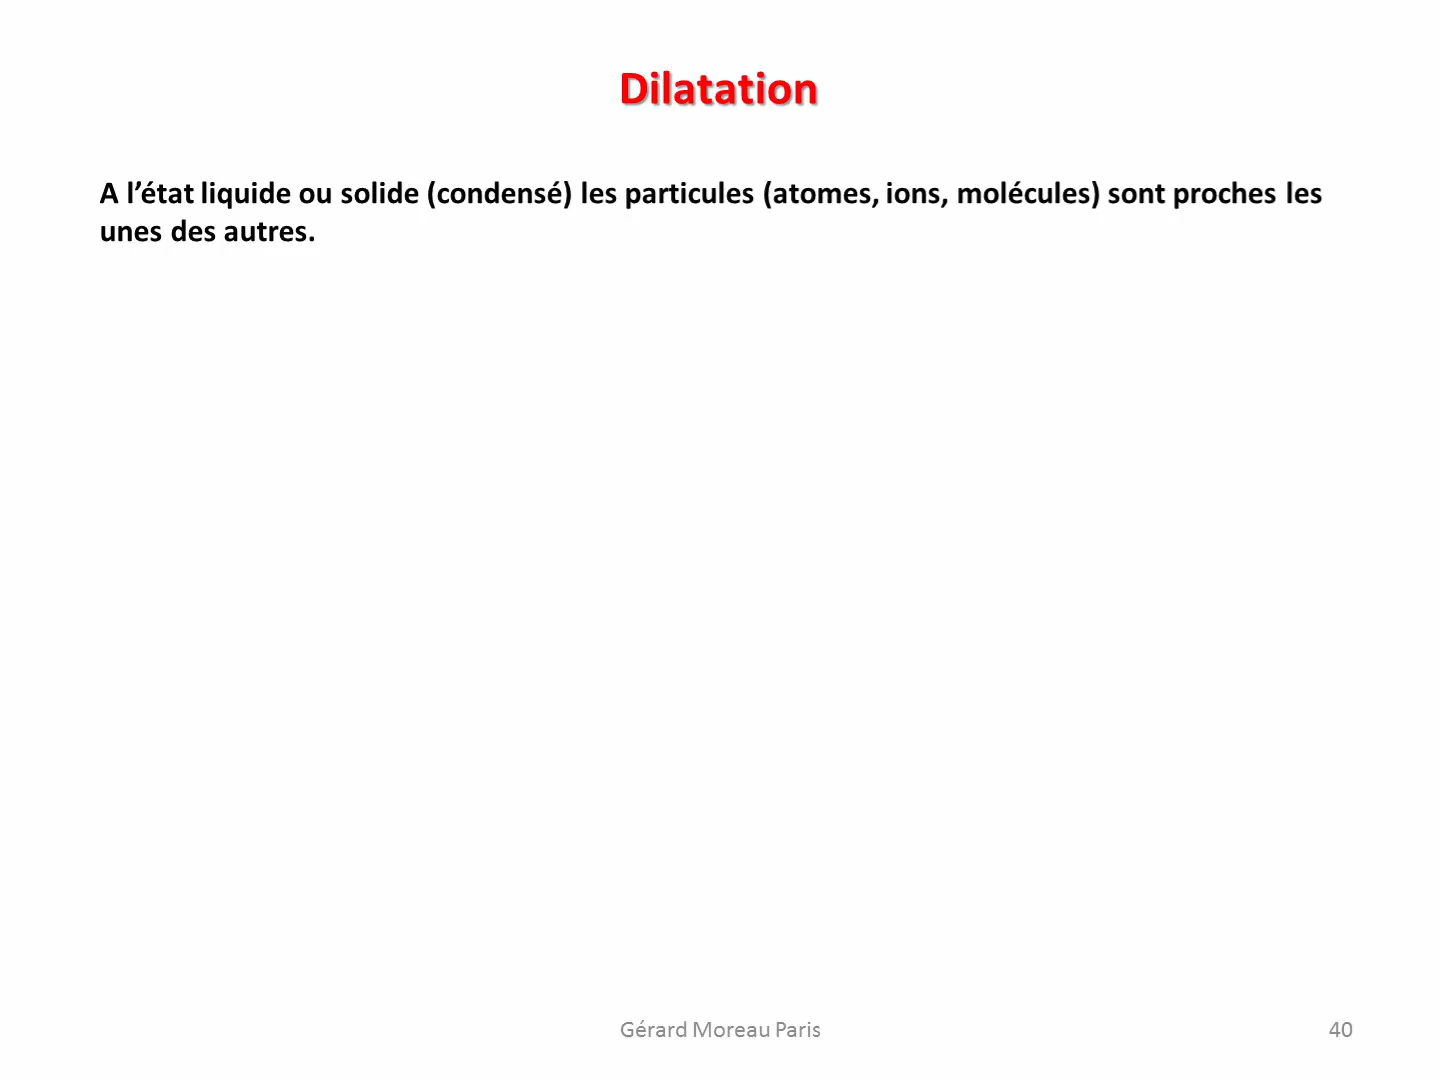 Dilatation
A l’état liquide ou solide (condensé) les particules (atomes, ions, molécules) sont proches les
unes des autres.
Gérard Moreau Paris
40